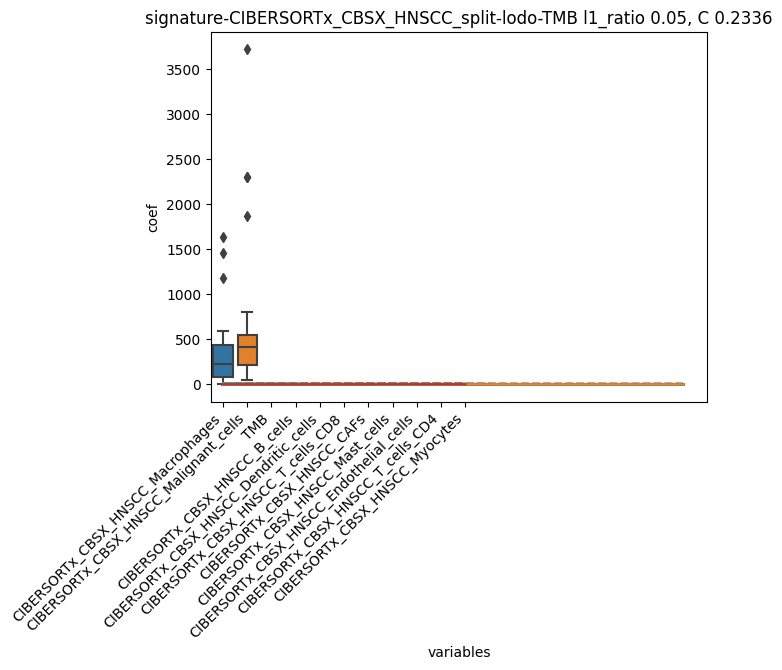 signature-CIBERSORTx_CBSX_HNSCC_split-lodo-TMB l1_ratio 0.05, C 0.2336
coef
3500
3000
2500
2000
1500
1000
500
0
CIBERSORTx_CBSX_HNSCC_Macrophages
CIBERSORTx_CBSX_HNSCC_Malignant_cells
TMB
CIBERSORTx_CBSX_HNSCC_B_cells
CIBERSORTx_CBSX_HNSCC_Dendritic_cells
CIBERSORTx_CBSX_HNSCC_T_cells_CD8
CIBERSORTx_CBSX_HNSCC_CAFs
CIBERSORTx_CBSX_HNSCC_Mast_cells
CIBERSORTx_CBSX_HNSCC_Endothelial_cells
CIBERSORTx_CBSX_HNSCC_T_cells_CD4
CIBERSORTx_CBSX_HNSCC_Myocytes
variables